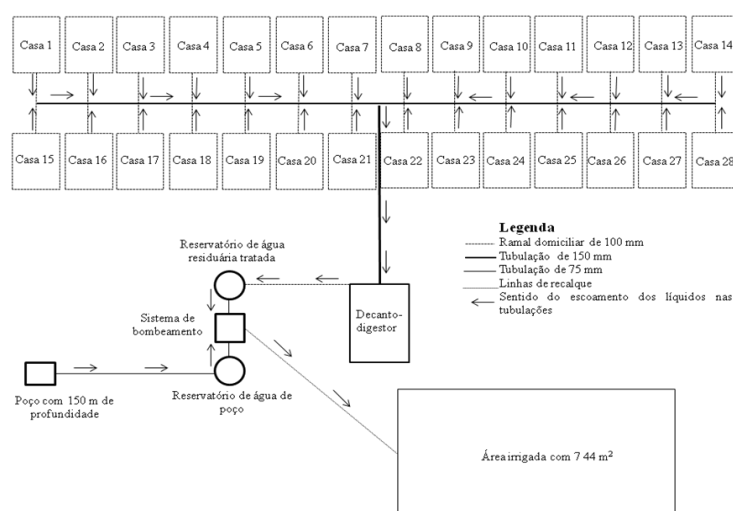 Casa 1 Casa 2 Casa 3 Casa 4 Casa 5 Casa 6 Casa 7 Casa 8 Casa 9 Casa 10 Casa 11 Casa 12 Casa 13 Casa 14
Casa 15 Casa 16 Casa 17 Casa 18 Casa 19 Casa 20 Casa 21 Casa 22 Casa 23 Casa 24 Casa 25 Casa 26 Casa 27 Casa 28
Reservatório de água
residuária tratada
Sistema de
bombeamento
Decanto-
digestor
Poço com 150 m de
profundidade
Reservatório de água de
poço
Legenda
Ramal domiciliar de 100 mm
Tubulação de 150 mm
Tubulação de 75 mm
Linhas de recalque
Sentido do escoamento dos líquidos nas
tubulações
Área irrigada com 7 44 m²